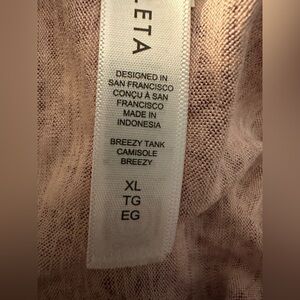 LETA
DESIGNED IN
SAN FRANCISCO
CONÇU À SAN
FRANCISCO
MADE IN
INDONESIA
BREEZY TANK
CAMISOLE
BREEZY
XL
TG
EG